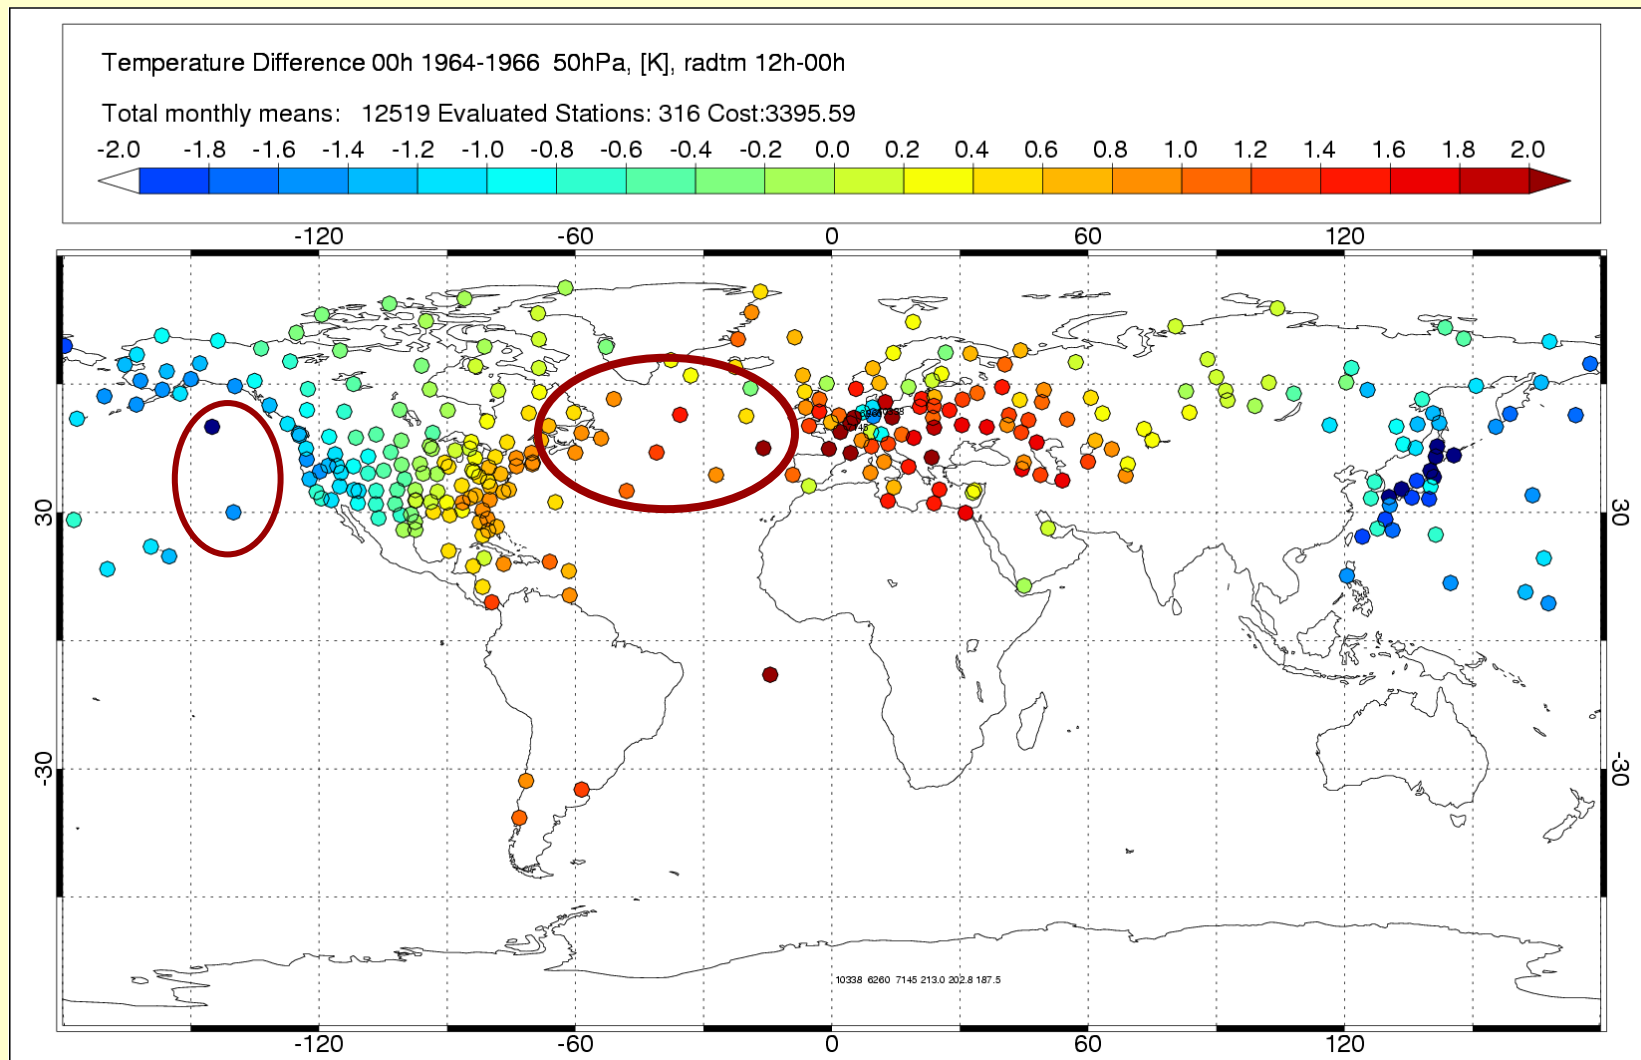 Temperature Difference 00h 1964-1966 50hPa, [K], radtm 12h-00h
Total monthly means: 12519 Evaluated Stations: 316 Cost:3395.59
-2.0 -1.8 -1.6 -1.4 -1.2 -1.0 -0.8 -0.6 -0.4 -0.2 0.0 0.2 0.4 0.6 0.8 1.0 1.2 1.4 1.6 1.8 2.0
-120 -60 0 60 120
30 30
-30 -30
10338 6260 7145 213.0 202.8 187.5
-120 -60 0 60 120